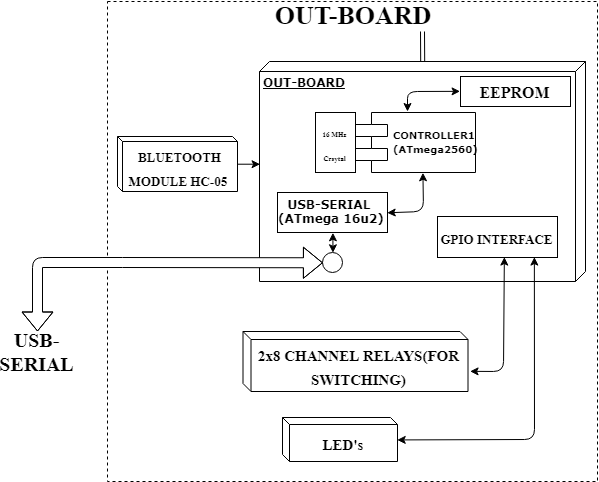 OUT-BOARD
OUT-BOARD
EEPROM
16 MHz
Craytal
CONTROLLER1
(ATmega2560)
BLUETOOTH
MODULE HC-05
USB-SERIAL
(ATmega 16u2)
GPIO INTERFACE
USB-
SERIAL
2x8 CHANNEL RELAYS(FOR
SWITCHING)
LED's